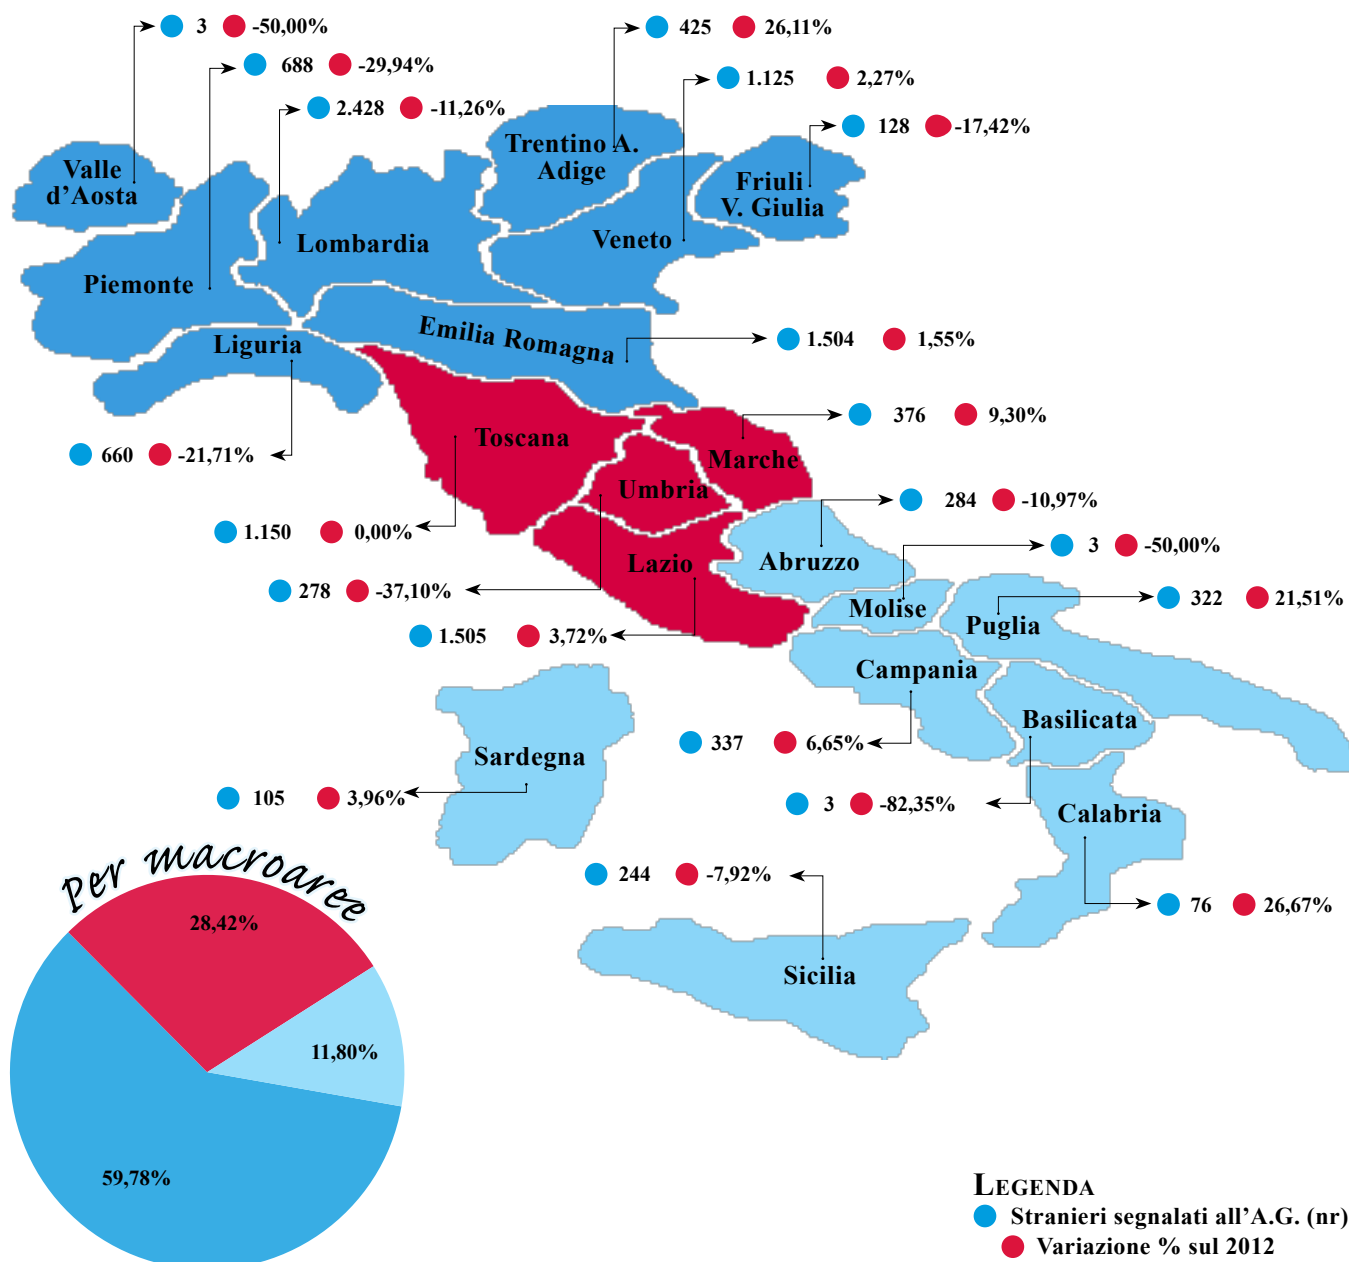 3 -50,00%
425 26,11%
688 -29,94%
1.125 2,27%
2.428 -11,26%
128 -17,42%
Valle
d'Aosta
Trentino A.
Adige
Friuli
V. Giulia
Lombardia
Veneto
Piemonte
Liguria
Emilia Romagna
1.504 1,55%
376 9,30%
Toscana
Marche
660 -21,71%
Umbria
284 -10,97%
1.150 0,00%
Lazio
Abruzzo
3 -50,00%
278 -37,10%
Molise
322 21,51%
Puglia
1.505 3,72%
Campania
Basilicata
337 6,65%
Sardegna
105 3,96%
3 -82,35%
Calabria
244 -7,92%
76 26,67%
Sicilia
Per macroaree
28,42%
11,80%
59,78%
LEGENDA
Stranieri segnalati all'A.G. (nr)
Variazione % sul 2012